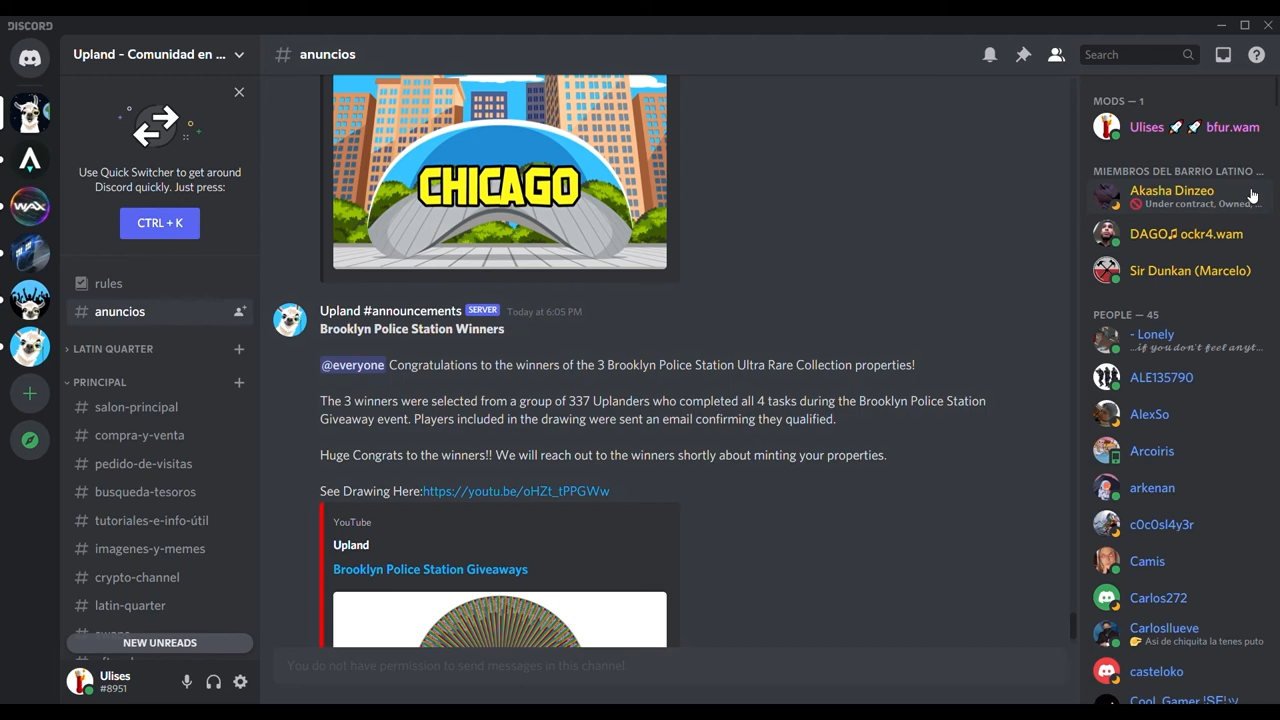 DISCORD
Upland - Comunidad en ...
# anuncios
Search
Use Quick Switcher to get around
Discord quickly. Just press:
CTRL + K
rules
# anuncios
LATIN QUARTER
PRINCIPAL
# salon-principal
# compra-y-venta
# pedido-de-visitas
# busqueda-tesoros
# tutoriales-e-info-útil
# imagenes-y-memes
# crypto-channel
# latin-quarter
NEW UNREADS
Ulises
#8951
WAX
CHICAGO
Upland #announcements SERVER Today at 6:05 PM
Brooklyn Police Station Winners
@everyone Congratulations to the winners of the 3 Brooklyn Police Station Ultra Rare Collection properties!
The 3 winners were selected from a group of 337 Uplanders who completed all 4 tasks during the Brooklyn Police Station
Giveaway event. Players included in the drawing were sent an email confirming they qualified.
Huge Congrats to the winners!! We will reach out to the winners shortly about minting your properties.
See Drawing Here:https://youtu.be/oHZt_tPPGWw
YouTube
Upland
Brooklyn Police Station Giveaways
You do not have permission to send messages in this channel.
MODS — 1
Ulises 🚀 🚀 bfur.wam
MIEMBROS DEL BARRIO LATINO ...
Akasha Dinzeo
🚫 Under contract, Owned, ...
DAGO♫ ockr4.wam
Sir Dunkan (Marcelo)
PEOPLE — 45
- Lonely
...if you don't feel anyt...
ALE135790
AlexSo
Arcoiris
arkenan
c0c0sl4y3r
Camis
Carlos272
Carlosllueve
👉 Asi de chiquita la tenes puto
casteloko